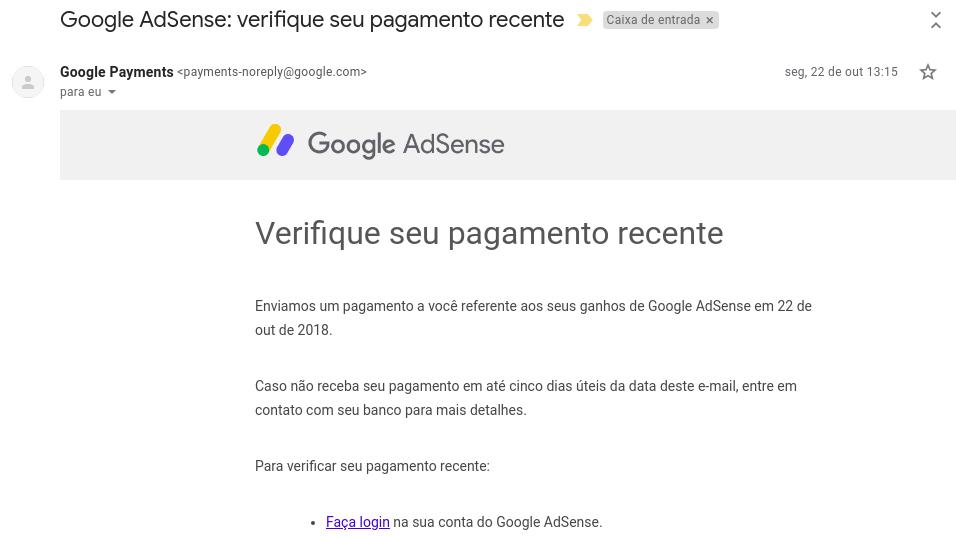 Google AdSense: verifique seu pagamento recente
Caixa de entrada ×
Google Payments <payments-noreply@google.com>
seg, 22 de out 13:15
para eu
Google AdSense
Verifique seu pagamento recente
Enviamos um pagamento a você referente aos seus ganhos de Google AdSense em 22 de
out de 2018.
Caso não receba seu pagamento em até cinco dias úteis da data deste e-mail, entre em
contato com seu banco para mais detalhes.
Para verificar seu pagamento recente:
• Faça login na sua conta do Google AdSense.